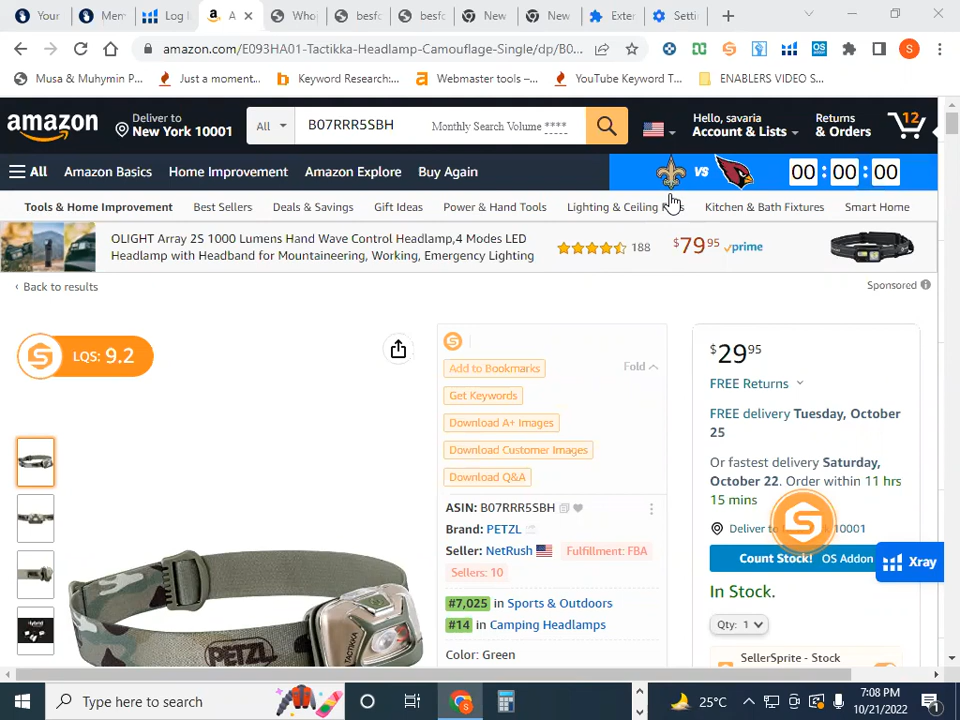 Your
Men
Log I
A
Who
besfc
besfc
New
New
Exter
Setti
amazon.com/E093HA01-Tactikka-Headlamp-Camouflage-Single/dp/B0...
S
Musa & Muhymin P...
Just a moment...
Keyword Research:...
Webmaster tools –...
YouTube Keyword T...
ENABLERS VIDEO S...
amazon
Deliver to
New York 10001
All
B07RRR5SBH
Monthly Search Volume ****
Hello, savaria
Account & Lists
Returns
& Orders
12
All
Amazon Basics
Home Improvement
Amazon Explore
Buy Again
VS
00 : 00 : 00
Tools & Home Improvement
Best Sellers
Deals & Savings
Gift Ideas
Power & Hand Tools
Lighting & Ceiling
Kitchen & Bath Fixtures
Smart Home
OLIGHT Array 2S 1000 Lumens Hand Wave Control Headlamp,4 Modes LED
Headlamp with Headband for Mountaineering, Working, Emergency Lighting
188
$79 95
prime
‹ Back to results
Sponsored
LQS: 9.2
Add to Bookmarks
Fold
Get Keywords
Download A+ Images
Download Customer Images
Download Q&A
ASIN: B07RRR5SBH
Brand: PETZL
Seller: NetRush
Fulfillment: FBA
Sellers: 10
#7,025 in Sports & Outdoors
#14 in Camping Headlamps
Color: Green
$29 95
FREE Returns
FREE delivery Tuesday, October
25
Or fastest delivery Saturday,
October 22. Order within 11 hrs
15 mins
Deliver to 10001
Count Stock! OS Addon
Xray
In Stock.
Qty: 1
SellerSprite - Stock
Hybrid
PETZL
TACTIKKA
Type here to search
25°C
7:08 PM
10/21/2022
1